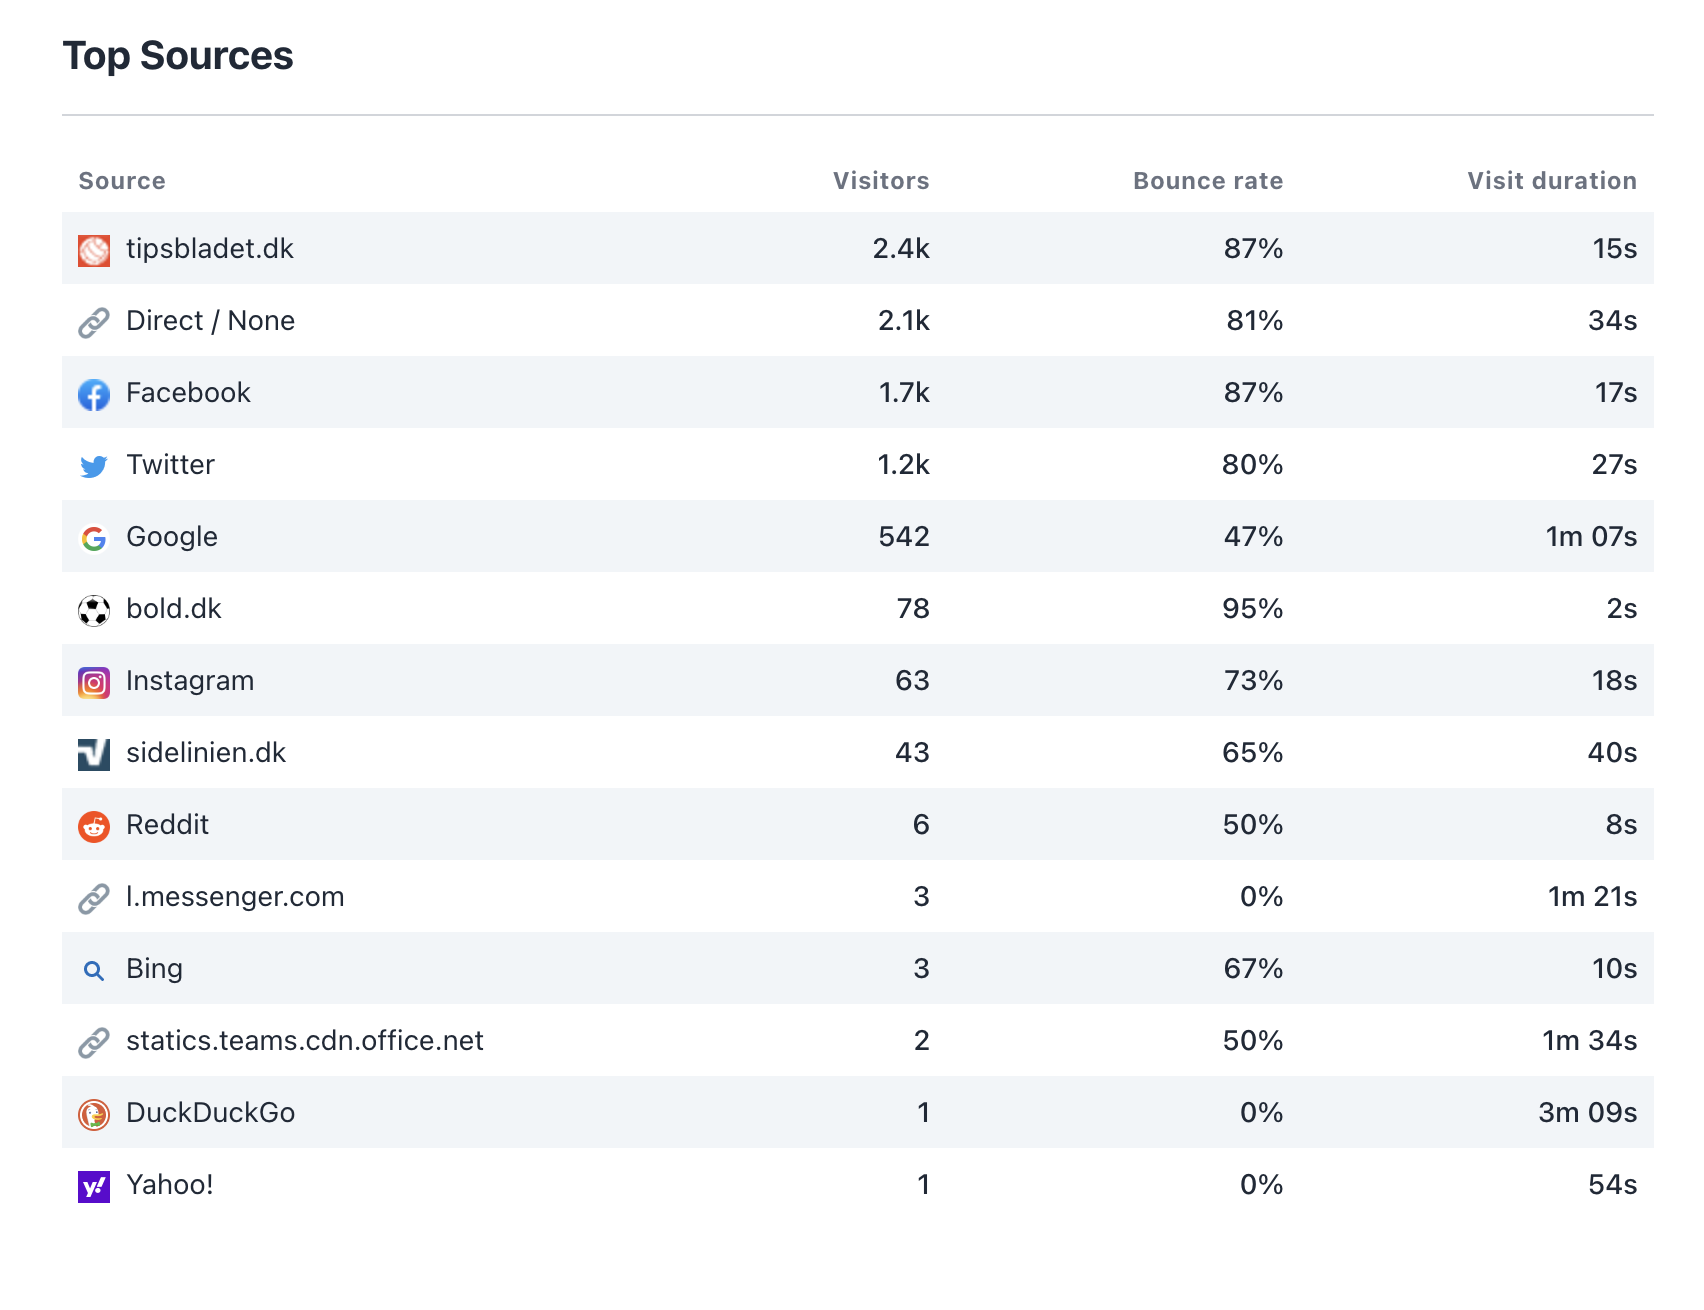 Top Sources
Source Visitors Bounce rate Visit duration
tipsbladet.dk 2.4k 87% 15s
Direct / None 2.1k 81% 34s
Facebook 1.7k 87% 17s
Twitter 1.2k 80% 27s
Google 542 47% 1m 07s
bold.dk 78 95% 2s
Instagram 63 73% 18s
sidelinien.dk 43 65% 40s
Reddit 6 50% 8s
l.messenger.com 3 0% 1m 21s
Bing 3 67% 10s
statics.teams.cdn.office.net 2 50% 1m 34s
DuckDuckGo 1 0% 3m 09s
Yahoo! 1 0% 54s